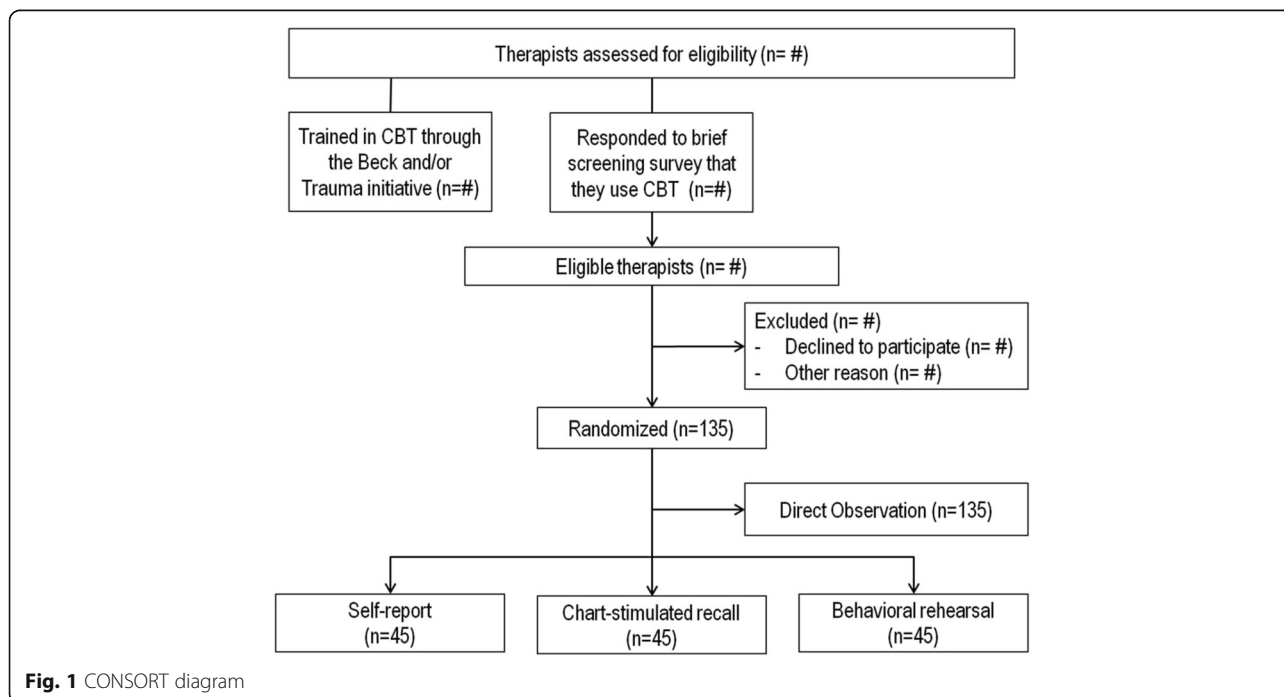 Therapists assessed for eligibility (n= #)
Trained in CBT through
the Beck and/or
Trauma initiative (n=#)
Responded to brief
screening survey that
they use CBT (n=#)
Eligible therapists (n= #)
Excluded (n= #)
- Declined to participate (n= #)
- Other reason (n= #)
Randomized (n=135)
Direct Observation (n=135)
Self-report
(n=45)
Chart-stimulated recall
(n=45)
Behavioral rehearsal
(n=45)
Fig. 1 CONSORT diagram